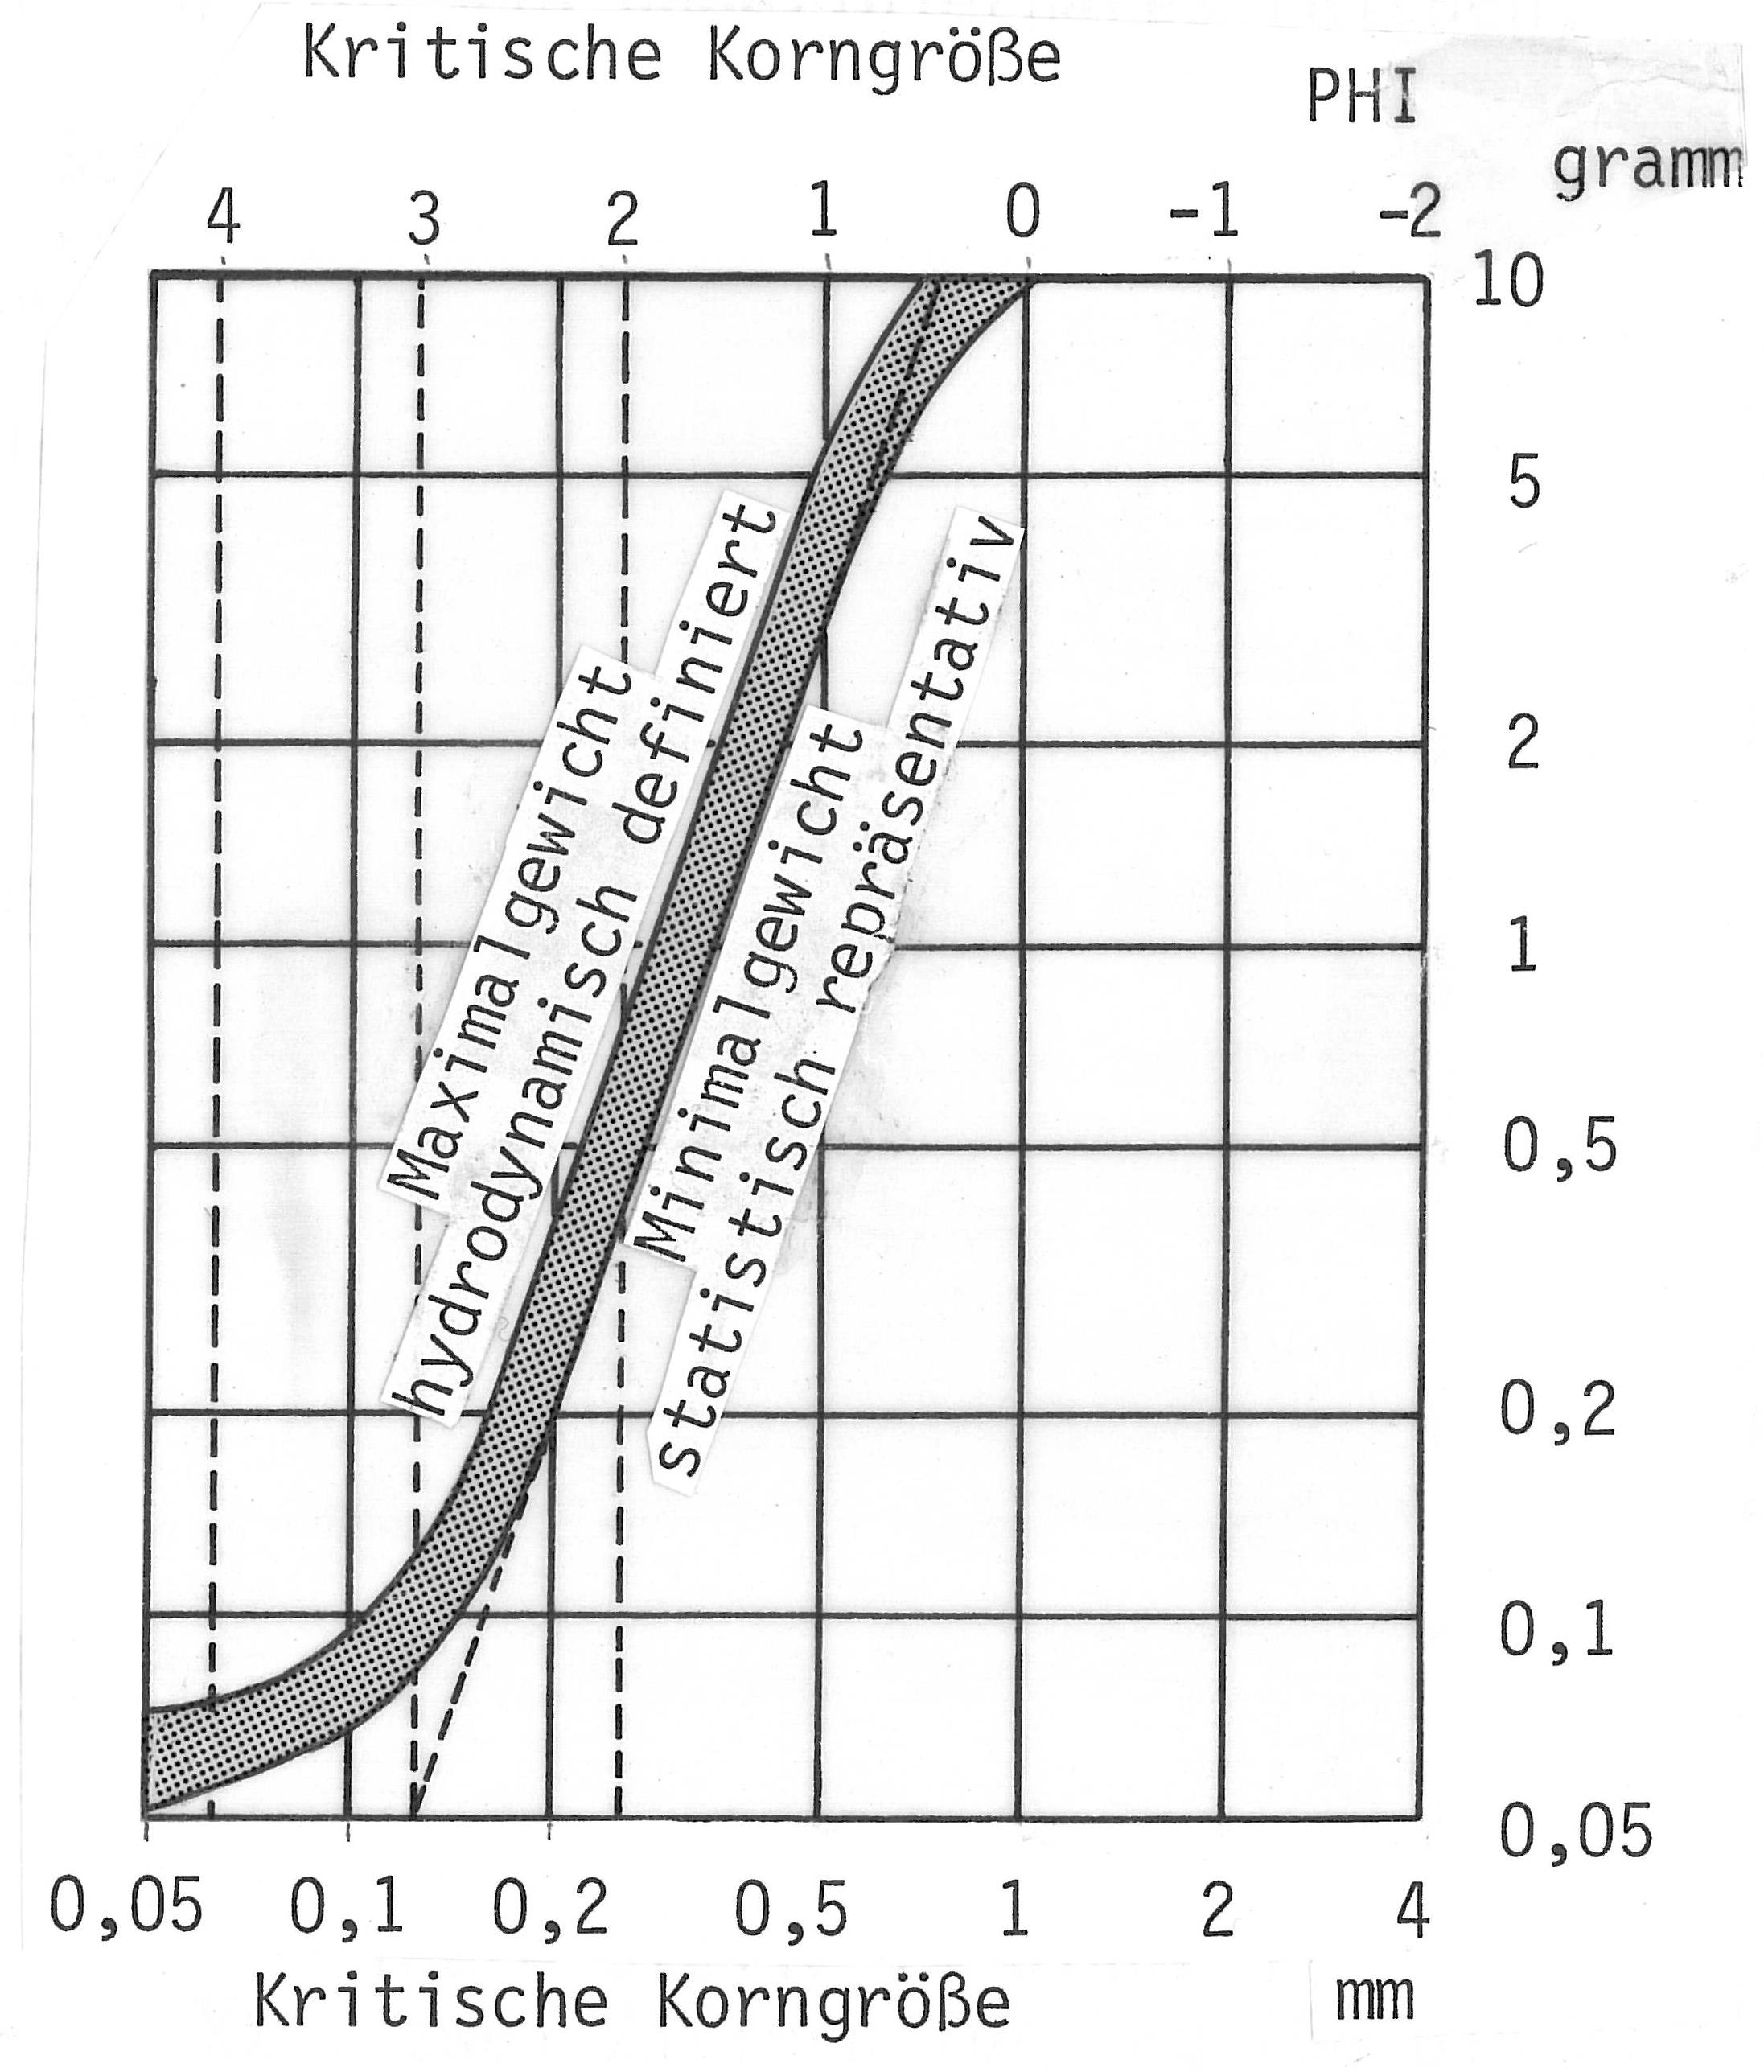 Kritische Korngröße
PHI
gramm
4 3 2 1 0 -1 -2
10
5
2
1
0,5
0,2
0,1
0,05
Maximalgewicht
hydrodynamisch definiert
Minimalgewicht
statistisch repräsentativ
0,05 0,1 0,2 0,5 1 2 4
Kritische Korngröße mm